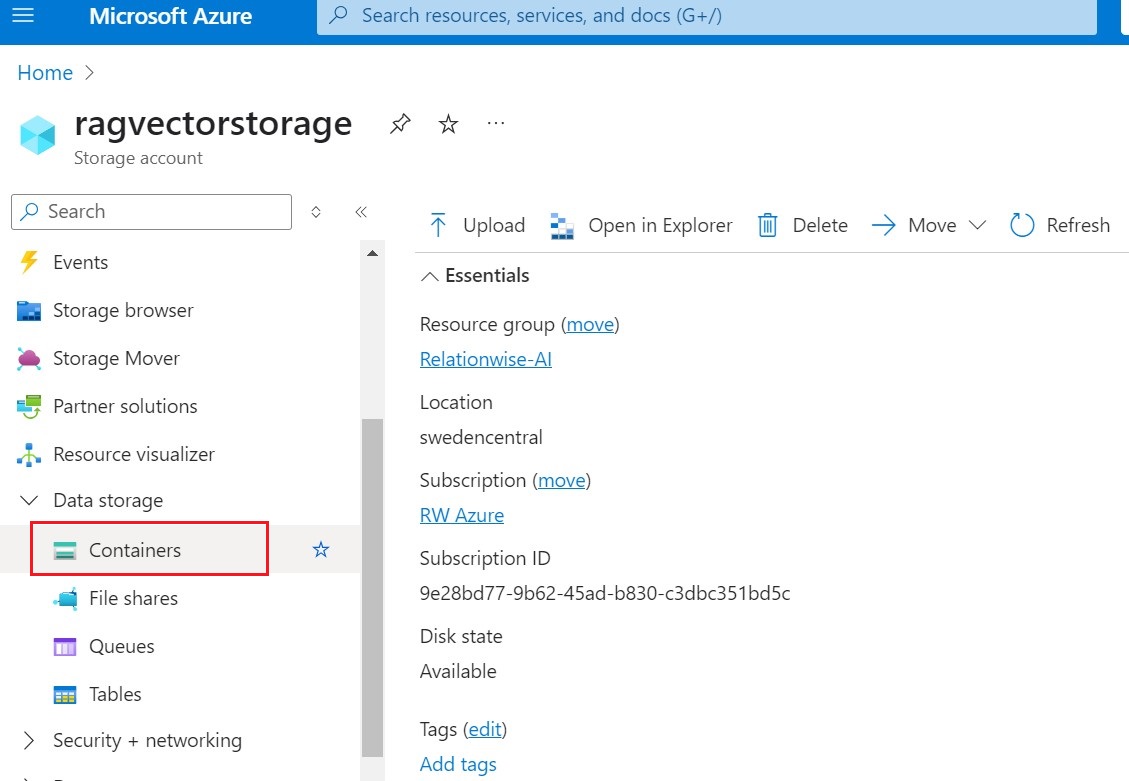 Microsoft Azure
Search resources, services, and docs (G+/)
Home
ragvectorstorage
Storage account
Search
Events
Storage browser
Storage Mover
Partner solutions
Resource visualizer
Data storage
Containers
File shares
Queues
Tables
Security + networking
Upload
Open in Explorer
Delete
Move
Refresh
Essentials
Resource group (move)
Relationwise-AI
Location
swedencentral
Subscription (move)
RW Azure
Subscription ID
9e28bd77-9b62-45ad-b830-c3dbc351bd5c
Disk state
Available
Tags (edit)
Add tags